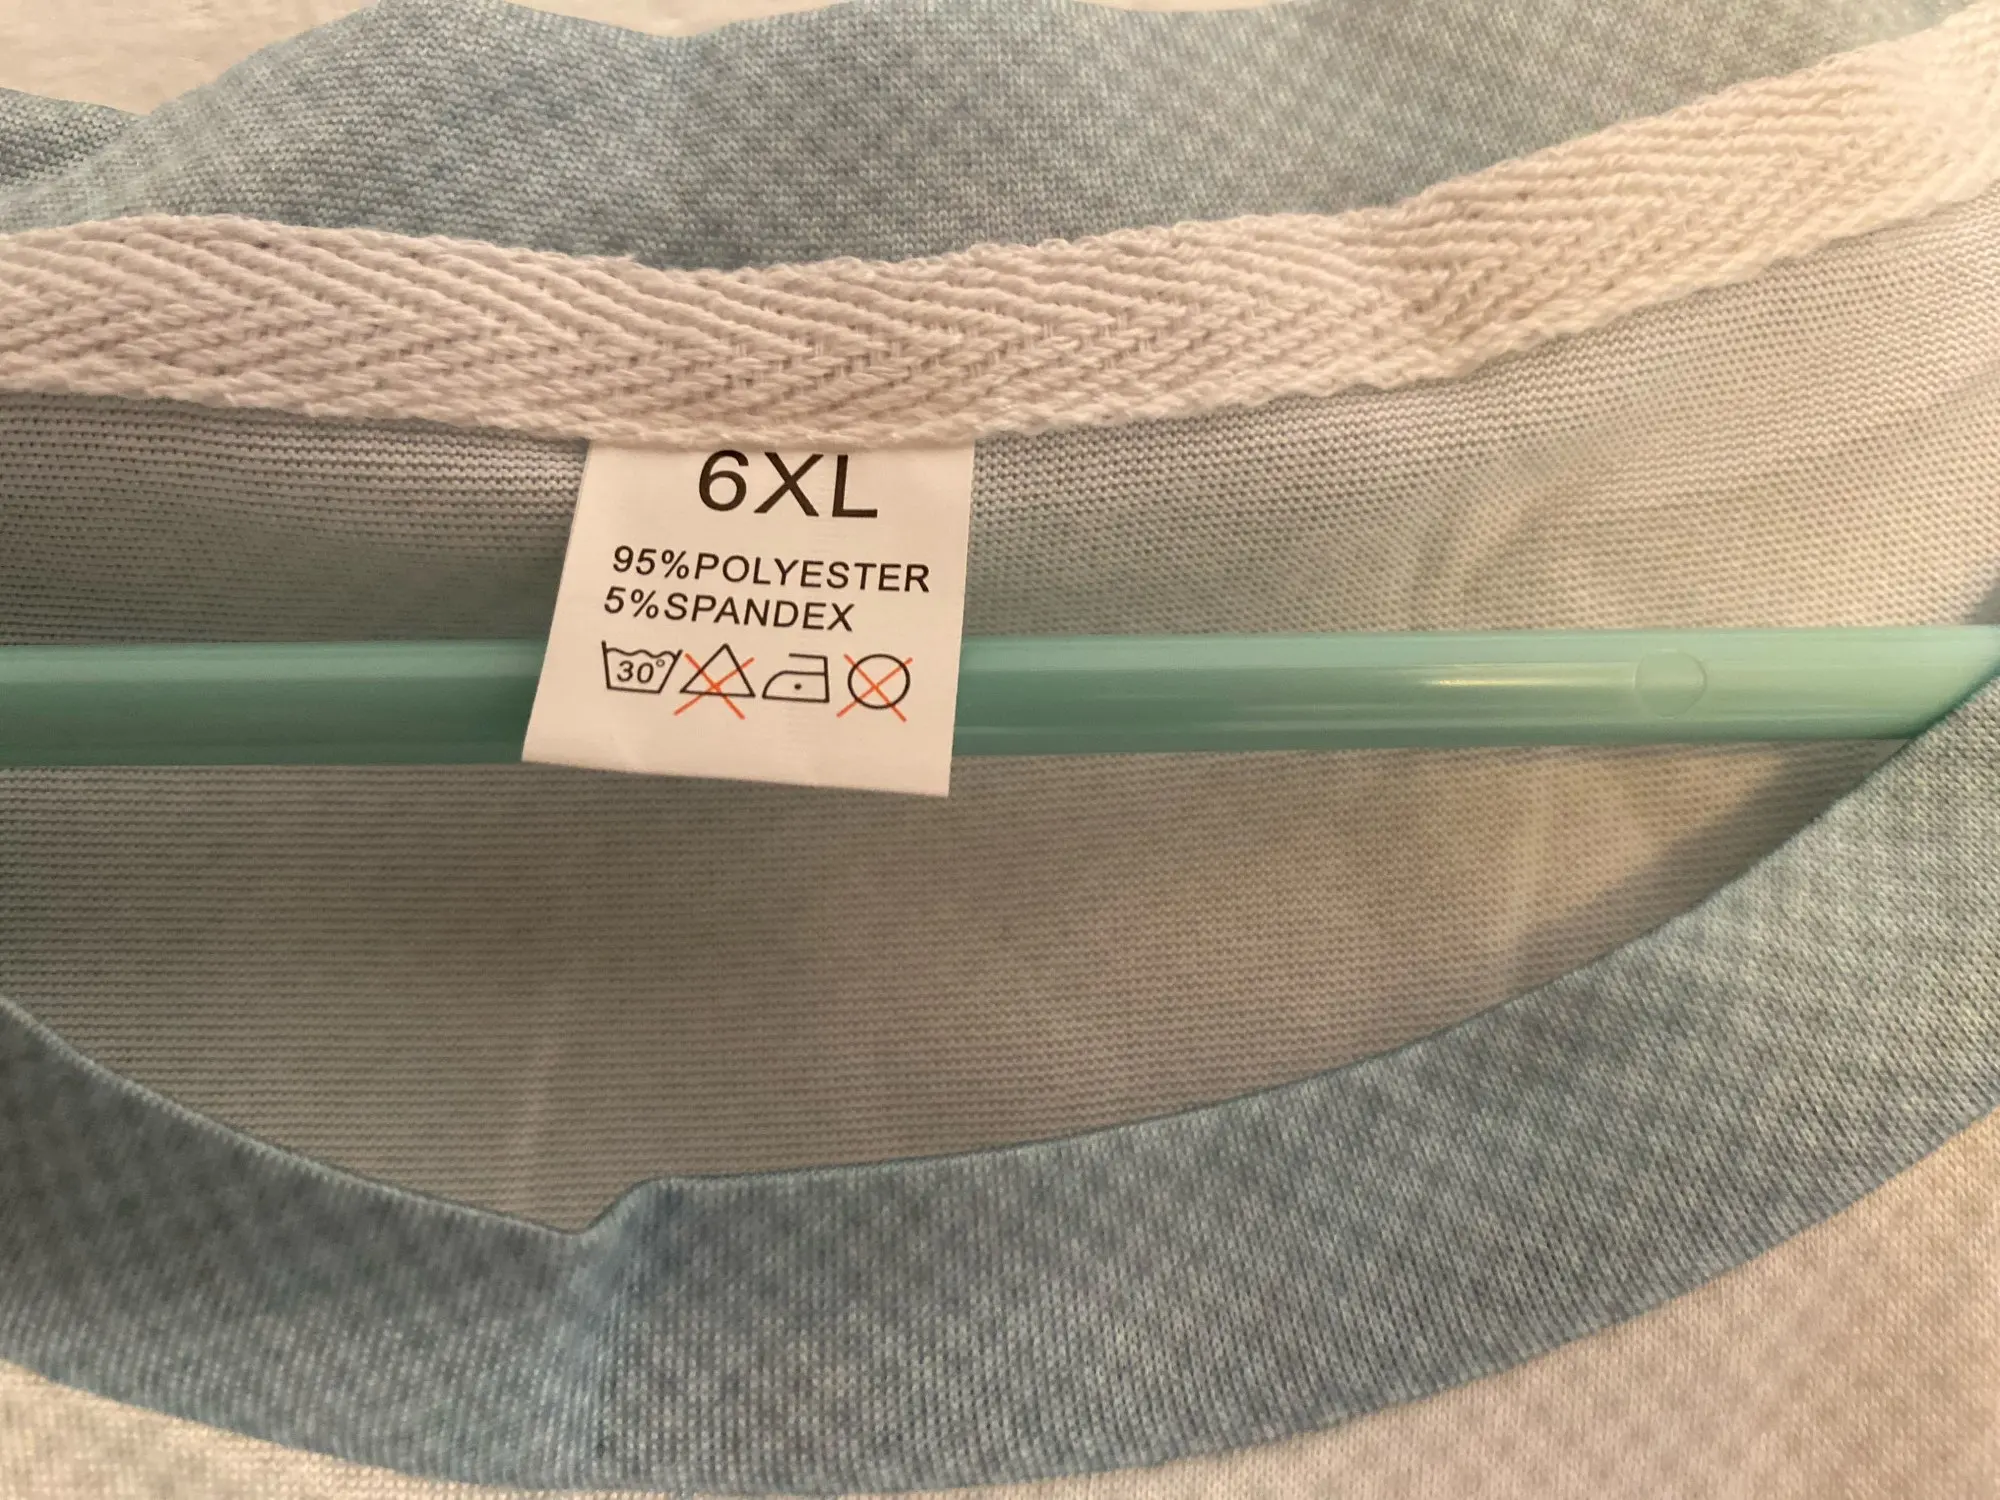 6XL
95%POLYESTER
5%SPANDEX
30°